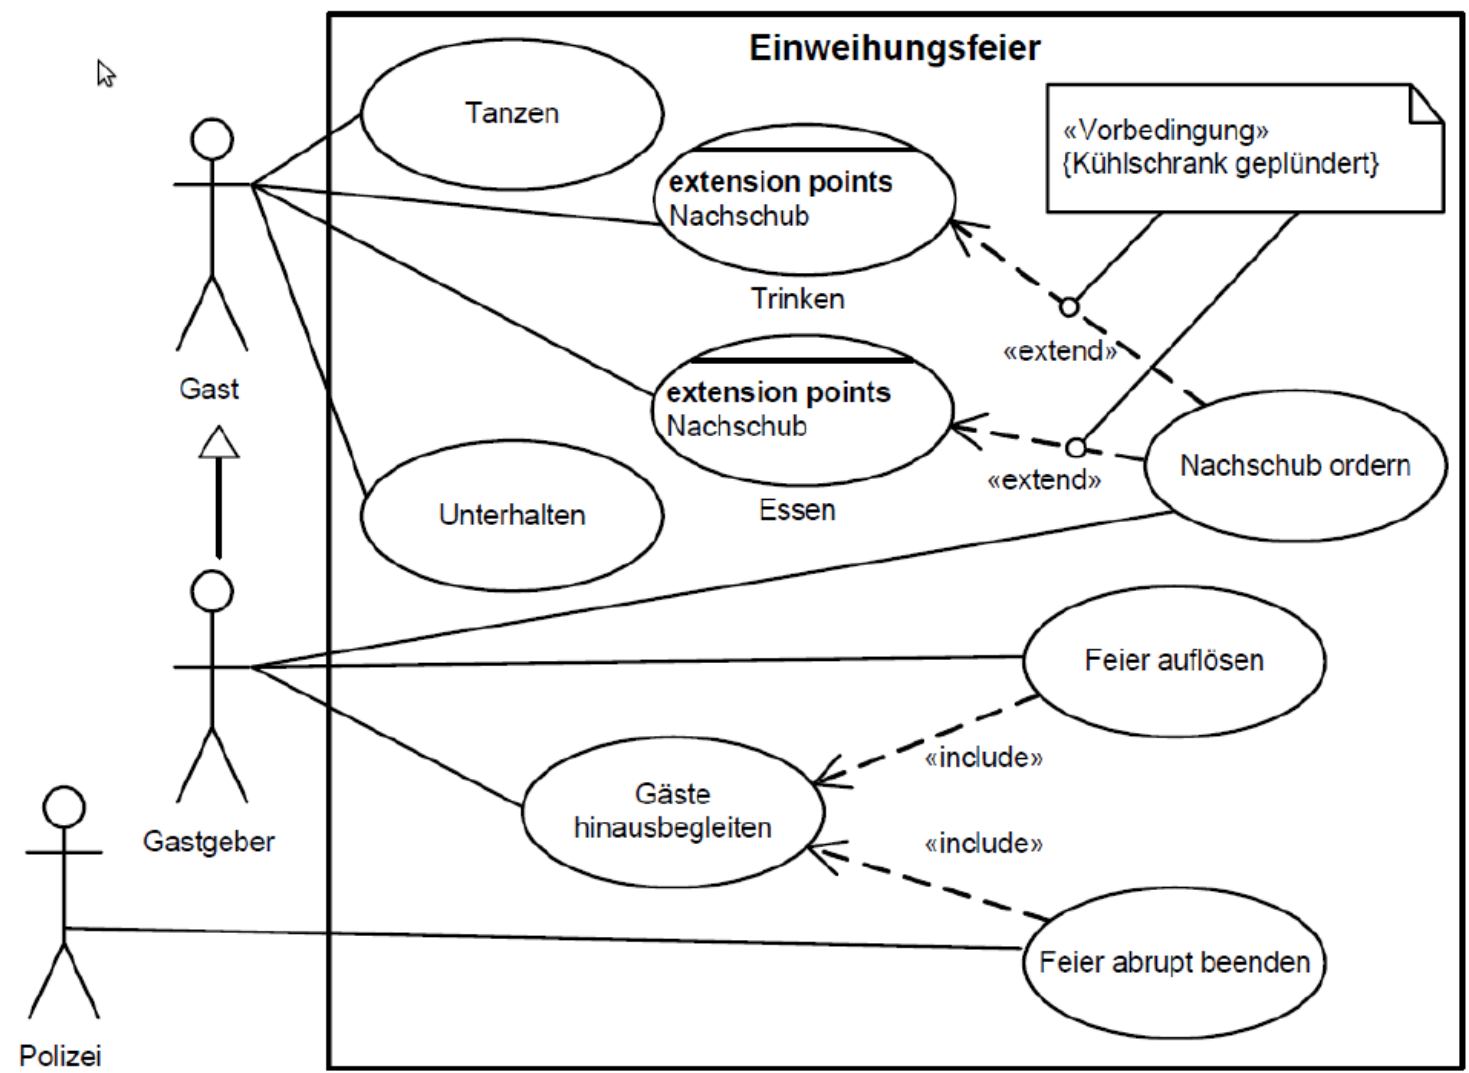 Einweihungsfeier
Tanzen
«Vorbedingung»
{Kühlschrank geplündert}
extension points
Nachschub
Trinken
«extend»
Gast
extension points
Nachschub
Essen
«extend»
Nachschub ordern
Unterhalten
Feier auflösen
«include»
Gäste
hinausbegleiten
Gastgeber
«include»
Feier abrupt beenden
Polizei